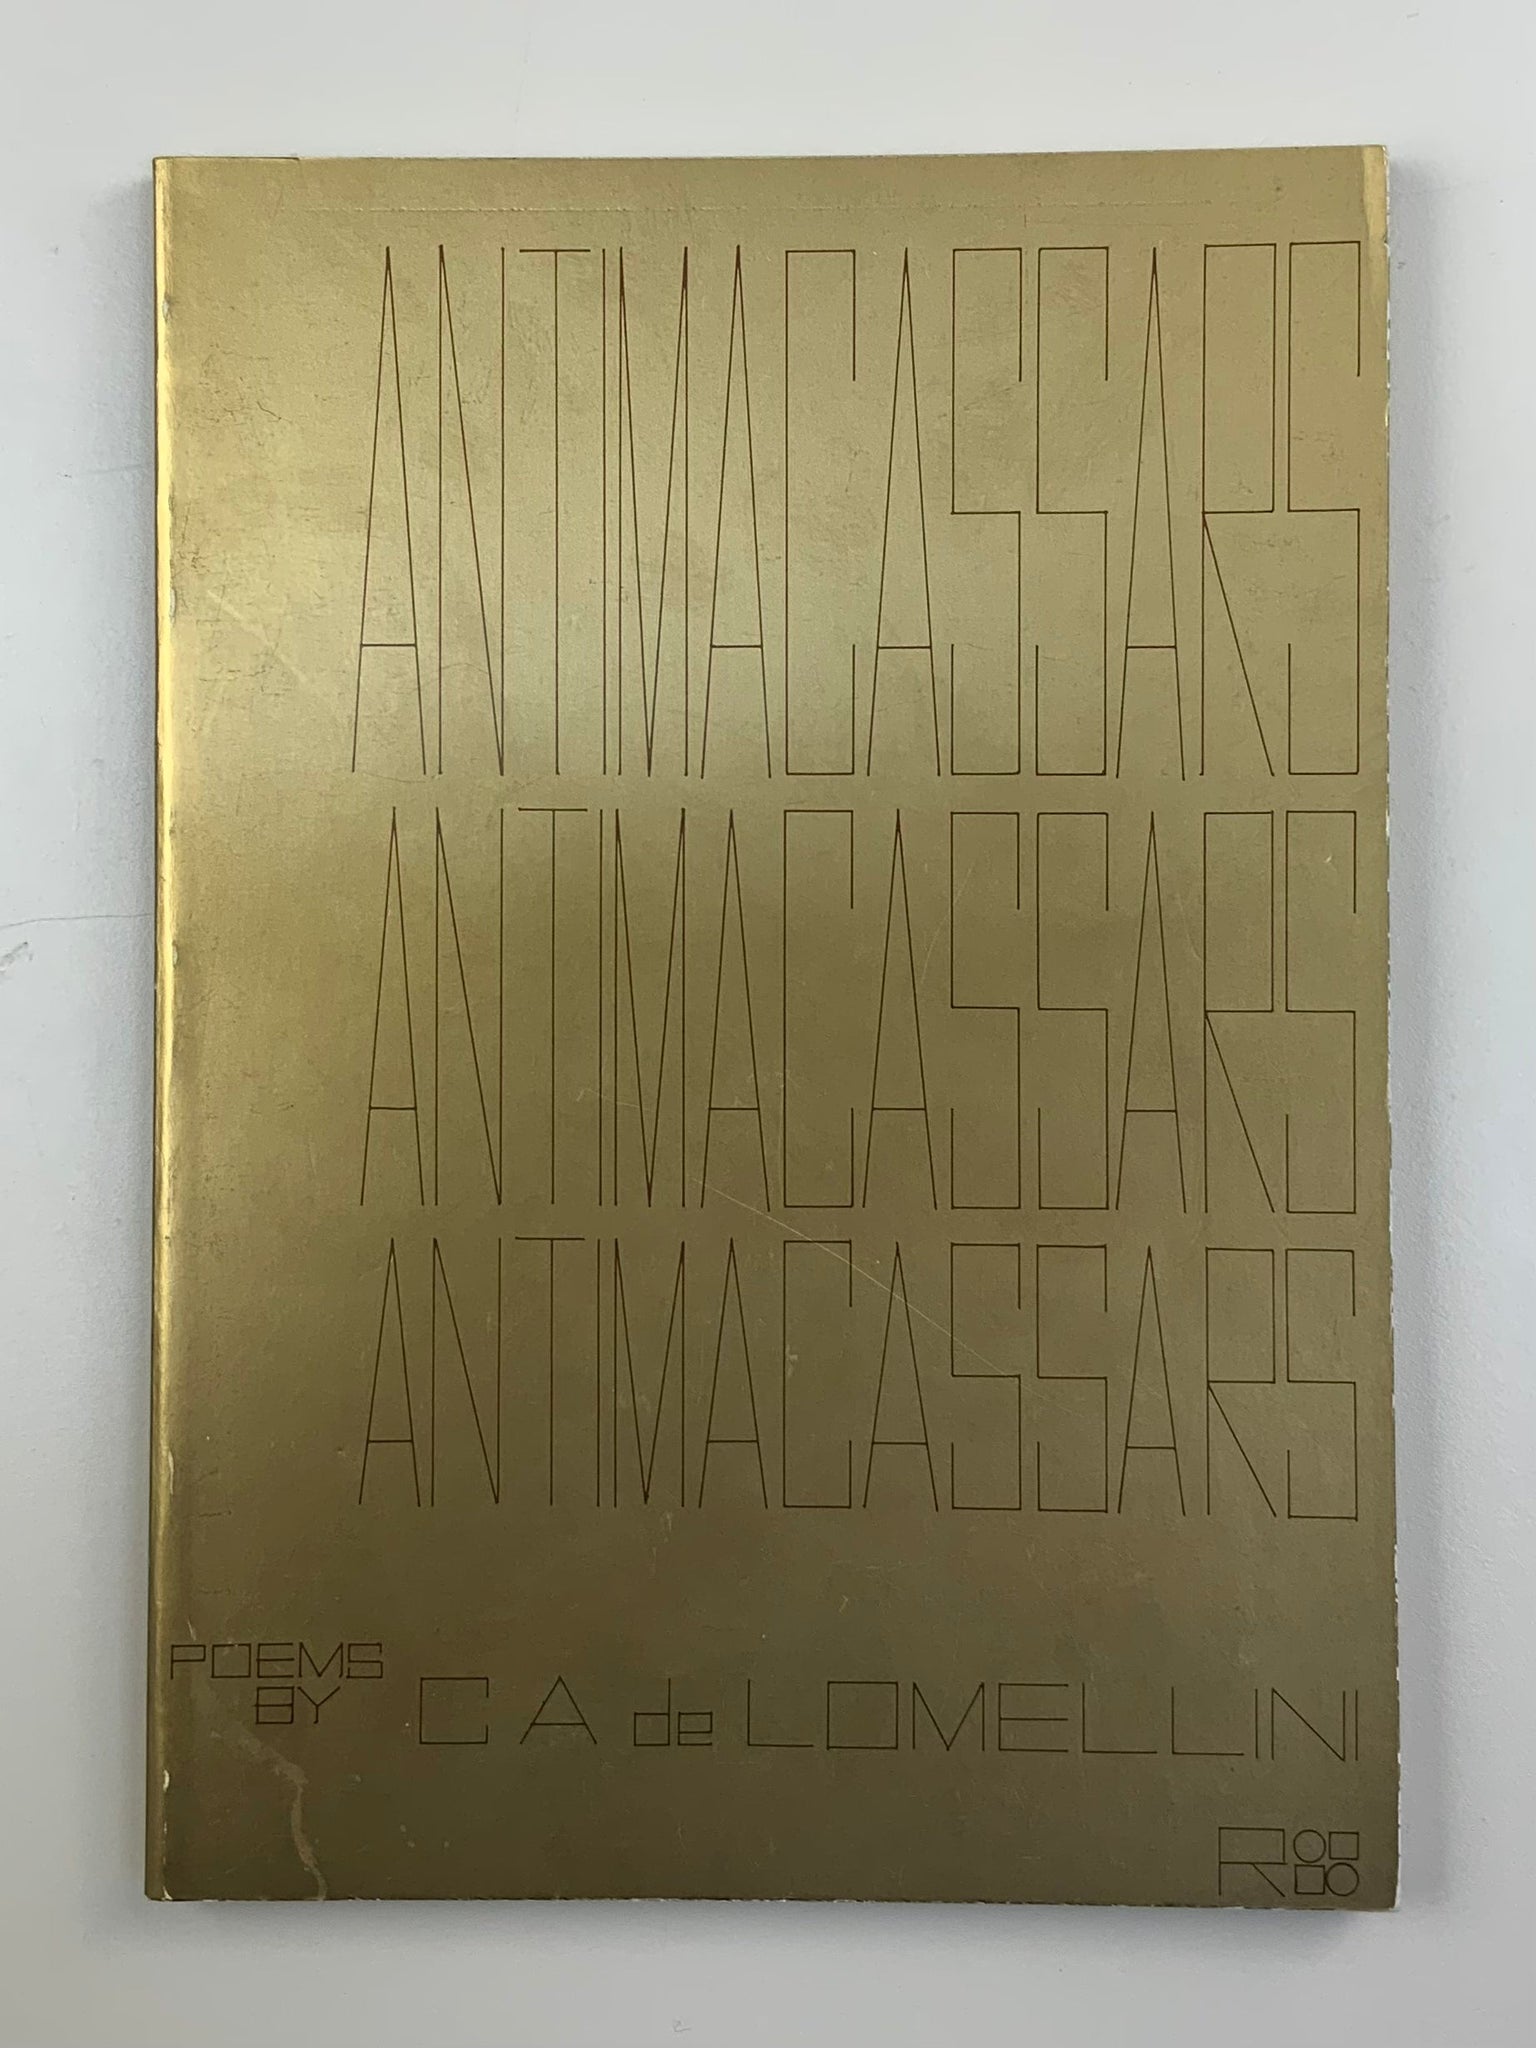 ANTIMACASSARS
ANTIMACASSARS
ANTIMACASSARS
POEMS
BY
C A de LOMELLINI
R